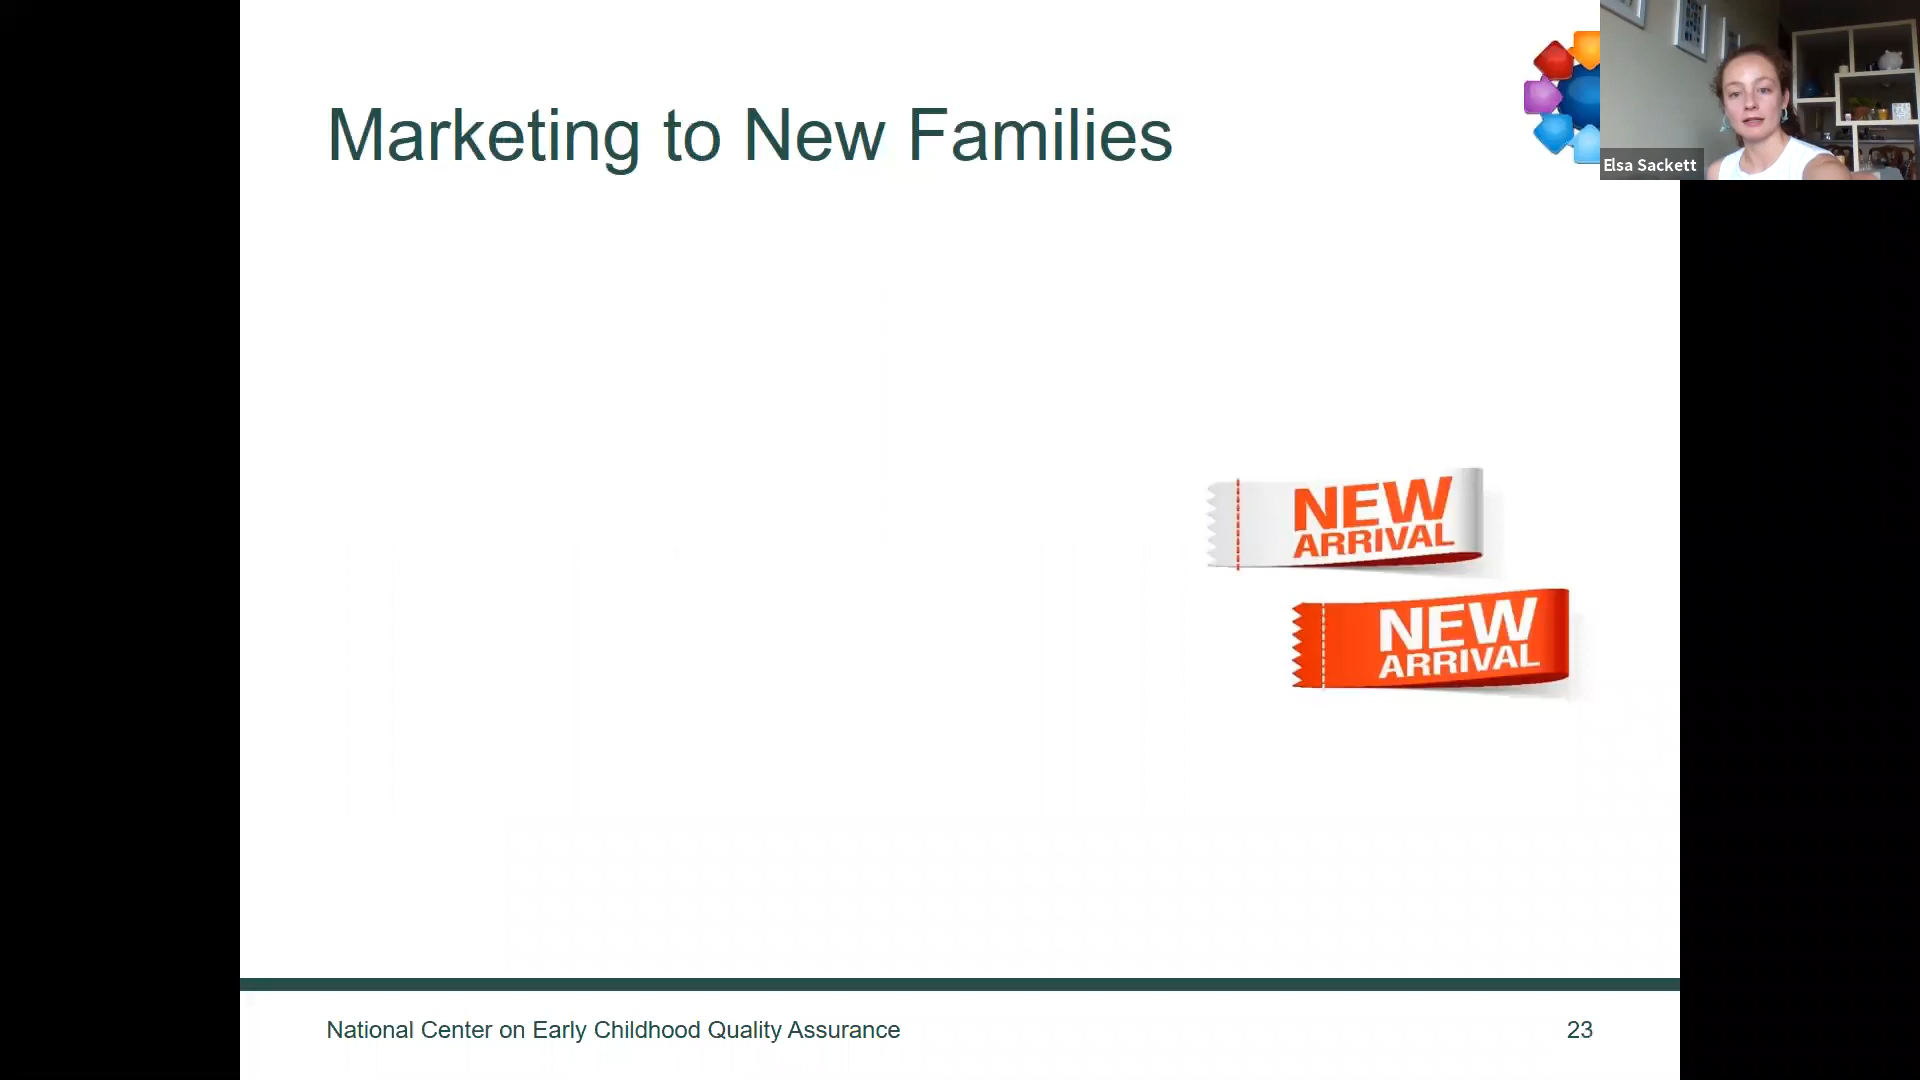 Marketing to New Families
Elsa Sackett
NEW
ARRIVAL
NEW
ARRIVAL
National Center on Early Childhood Quality Assurance
23